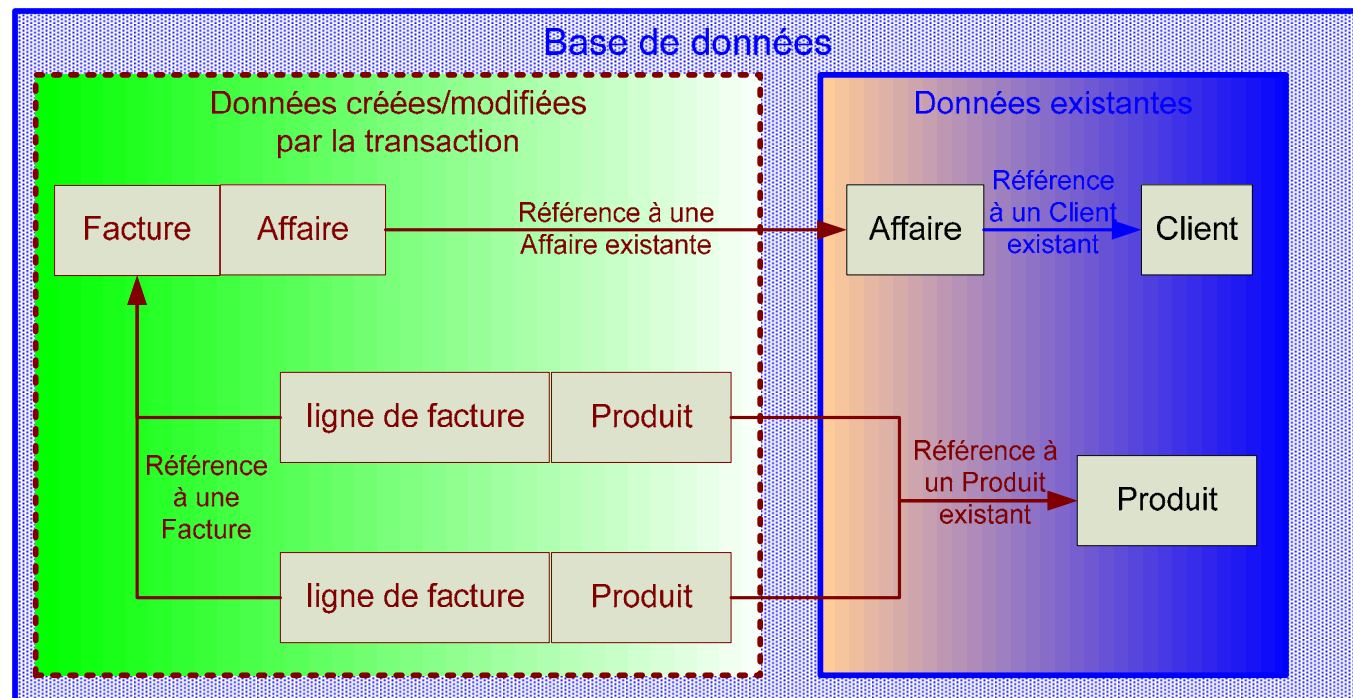 Base de données
Données créées/modifiées
par la transaction
Facture
Affaire
Référence à une
Affaire existante
ligne de facture
Produit
Référence
à une
Facture
ligne de facture
Produit
Données existantes
Affaire
Référence
à un Client
existant
Client
Référence à
un Produit
existant
Produit